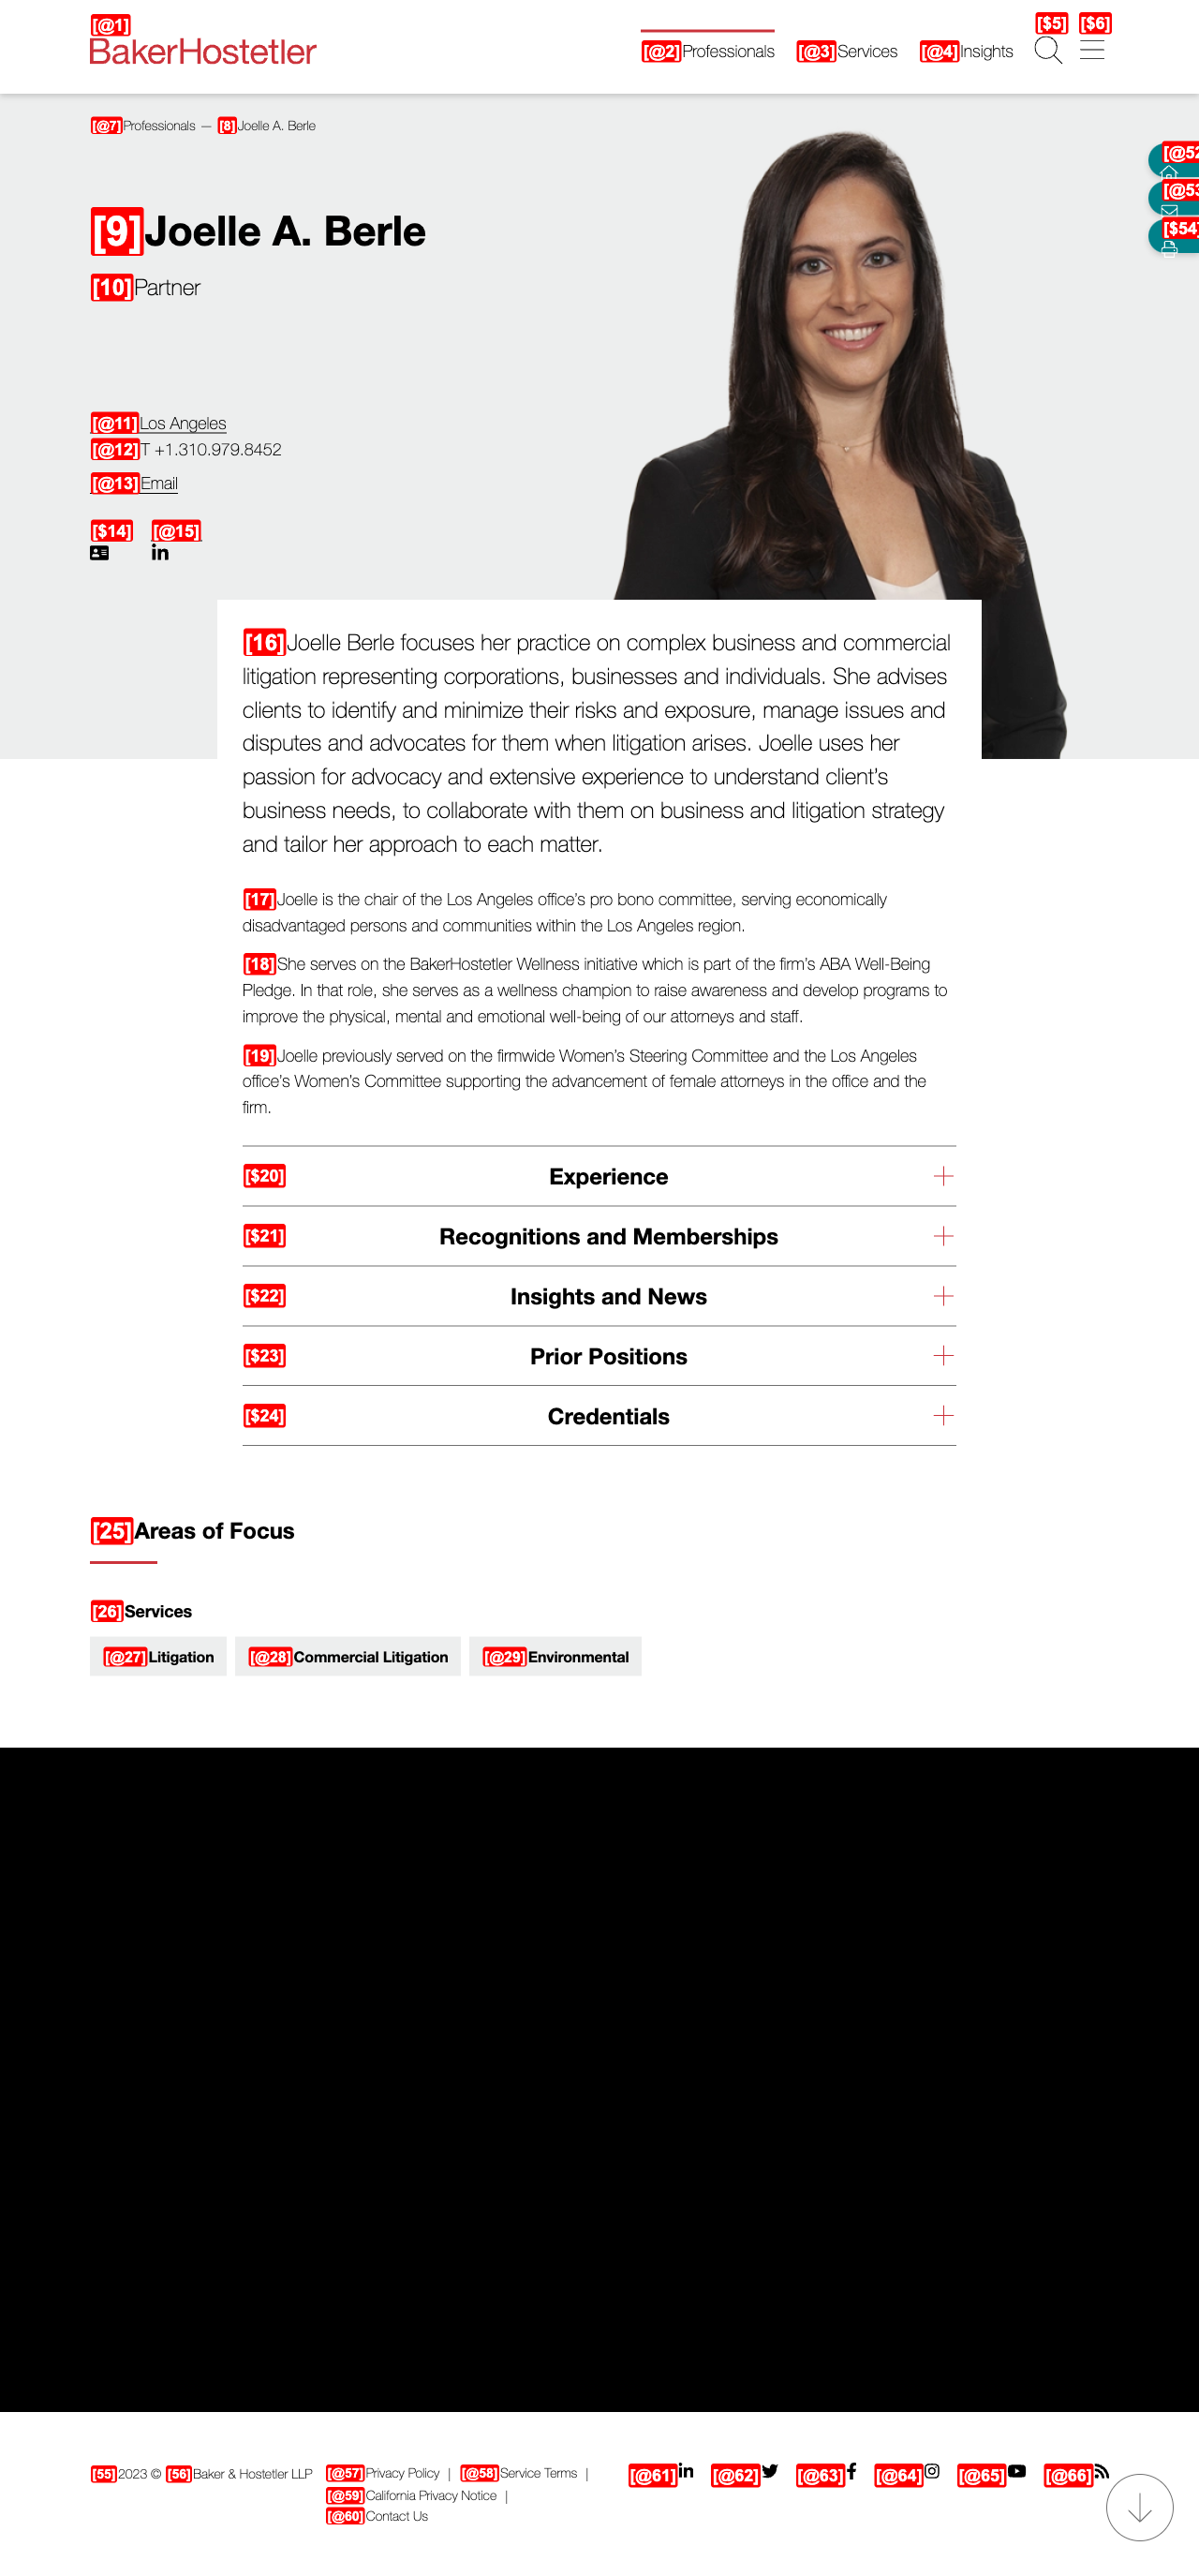 [@1]
BakerHostetler
[@2]Professionals [@3]Services [@4]Insights [$5] [$6]
[@7]Professionals — [8]Joelle A. Berle
[@52
[@53
[$54]
[9]Joelle A. Berle
[10]Partner
[@11]Los Angeles
[@12]T +1.310.979.8452
[@13]Email
[$14] [@15]
in
[16]Joelle Berle focuses her practice on complex business and commercial
litigation representing corporations, businesses and individuals. She advises
clients to identify and minimize their risks and exposure, manage issues and
disputes and advocates for them when litigation arises. Joelle uses her
passion for advocacy and extensive experience to understand client’s
business needs, to collaborate with them on business and litigation strategy
and tailor her approach to each matter.
[17]Joelle is the chair of the Los Angeles office’s pro bono committee, serving economically
disadvantaged persons and communities within the Los Angeles region.
[18]She serves on the BakerHostetler Wellness initiative which is part of the firm’s ABA Well-Being
Pledge. In that role, she serves as a wellness champion to raise awareness and develop programs to
improve the physical, mental and emotional well-being of our attorneys and staff.
[19]Joelle previously served on the firmwide Women’s Steering Committee and the Los Angeles
office’s Women’s Committee supporting the advancement of female attorneys in the office and the
firm.
[$20] Experience
[$21] Recognitions and Memberships
[$22] Insights and News
[$23] Prior Positions
[$24] Credentials
[25]Areas of Focus
[26]Services
[@27]Litigation [@28]Commercial Litigation [@29]Environmental
[55]2023 © [56]Baker & Hostetler LLP [@57]Privacy Policy | [@58]Service Terms |
[@59]California Privacy Notice |
[@60]Contact Us
[@61]in [@62] [@63]f [@64] [@65] [@66]